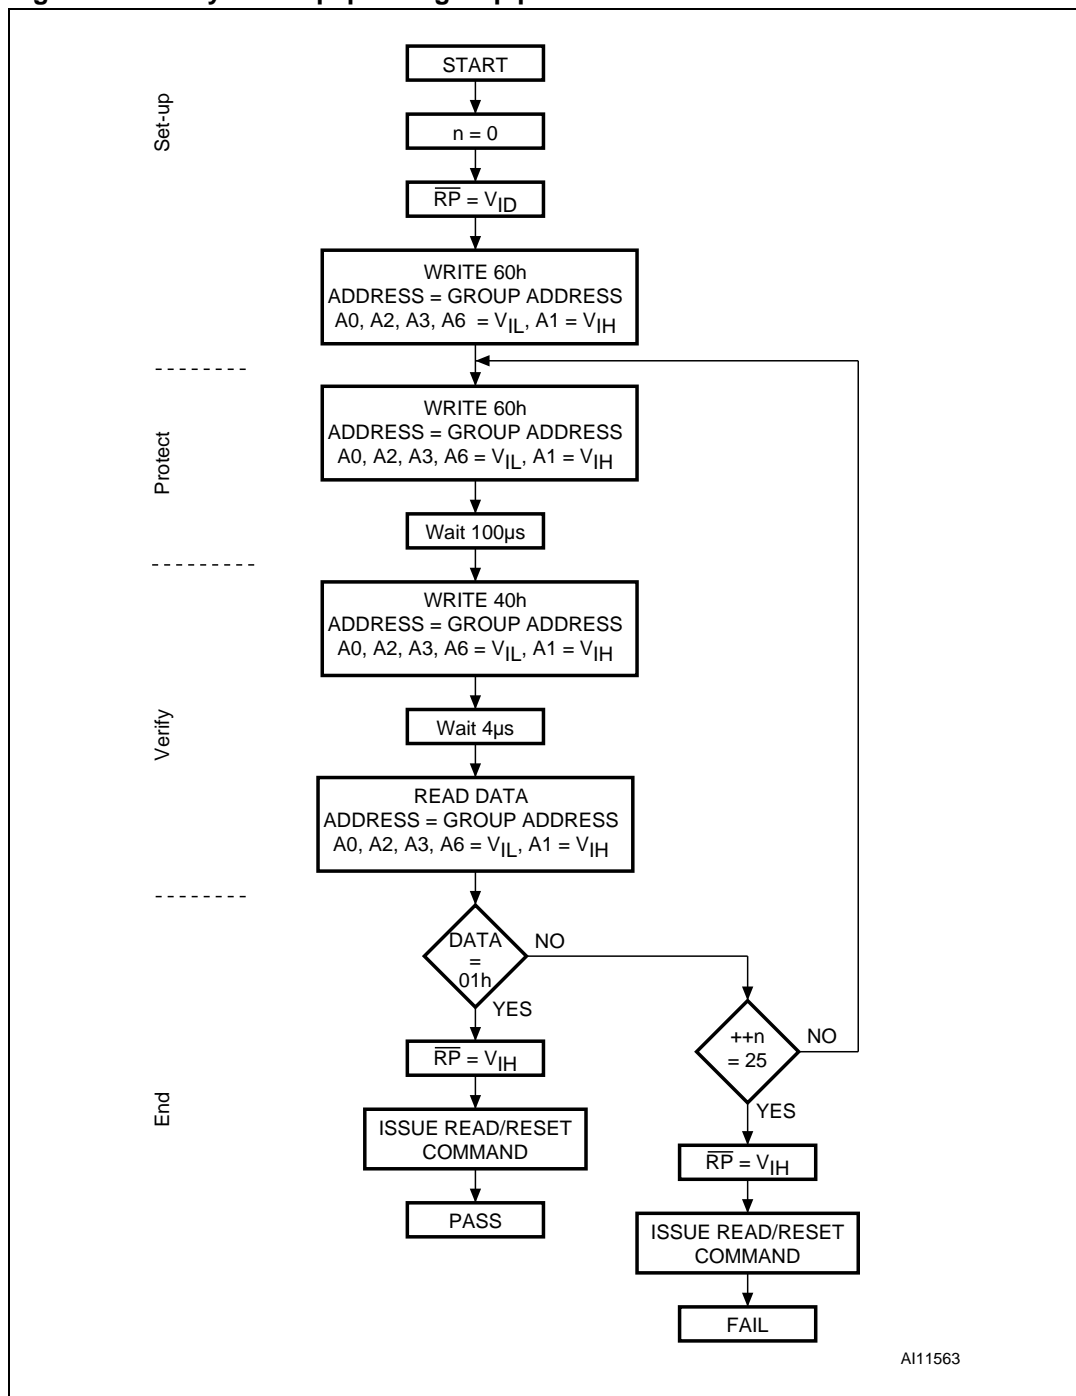 Set-up
START
n = 0
RP = VID
WRITE 60h
ADDRESS = GROUP ADDRESS
A0, A2, A3, A6 = VIL, A1 = VIH
Protect
WRITE 60h
ADDRESS = GROUP ADDRESS
A0, A2, A3, A6 = VIL, A1 = VIH
Wait 100µs
Verify
WRITE 40h
ADDRESS = GROUP ADDRESS
A0, A2, A3, A6 = VIL, A1 = VIH
Wait 4µs
READ DATA
ADDRESS = GROUP ADDRESS
A0, A2, A3, A6 = VIL, A1 = VIH
End
DATA
=
01h
NO
YES
++n
= 25
NO
YES
RP = VIH
ISSUE READ/RESET
COMMAND
PASS
RP = VIH
ISSUE READ/RESET
COMMAND
FAIL
AI11563